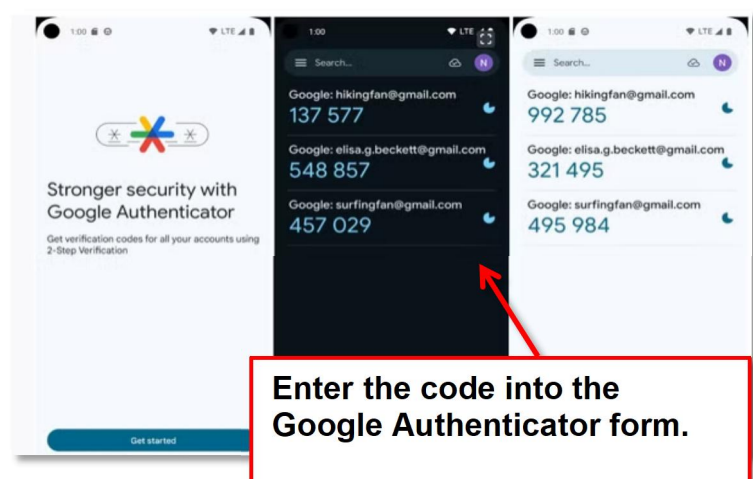 1:00 LTE
Stronger security with
Google Authenticator
Get verification codes for all your accounts using
2-Step Verification
Get started
1:00 LTE
Search...
N
Google: hikingfan@gmail.com
137 577
Google: elisa.g.beckett@gmail.com
548 857
Google: surfingfan@gmail.com
457 029
1:00 LTE
Search...
N
Google: hikingfan@gmail.com
992 785
Google: elisa.g.beckett@gmail.com
321 495
Google: surfingfan@gmail.com
495 984
Enter the code into the
Google Authenticator form.